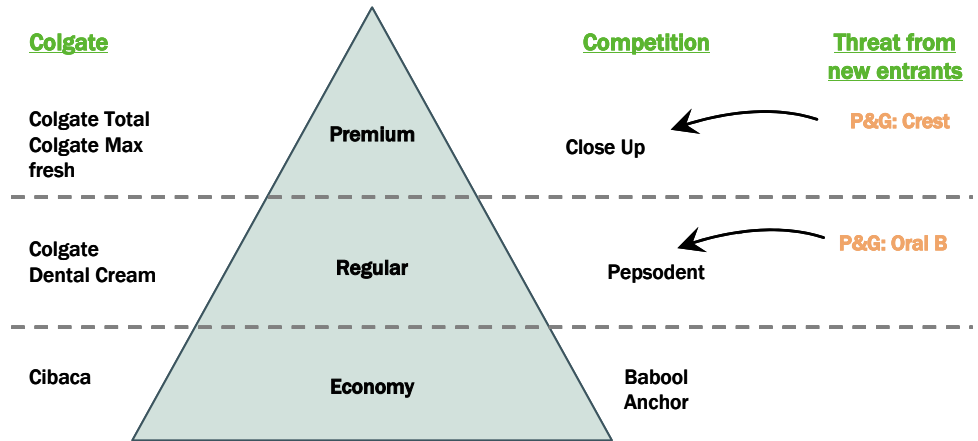 Colgate
Competition
Threat from
new entrants
Colgate Total
Colgate Max
fresh
Premium
Close Up
P&G: Crest
Colgate
Dental Cream
Regular
Pepsodent
P&G: Oral B
Cibaca
Economy
Babool
Anchor